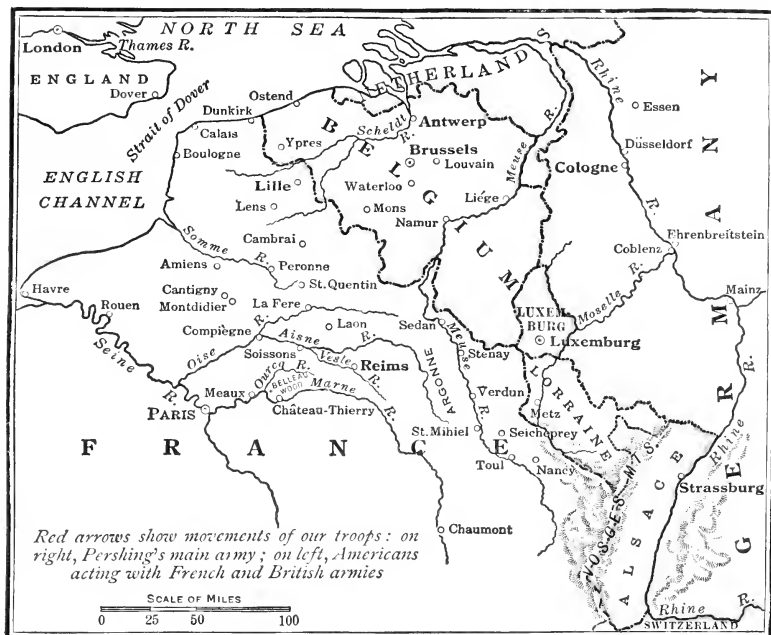 NORTH SEA
London
Thames R.
ENGLAND
Dover
Strait of Dover
ENGLISH
CHANNEL
NETHERLANDS
Ostend
Dunkirk
Calais
Boulogne
Ypres
Scheldt
R.
Antwerp
BELGIUM
Brussels
Louvain
Waterloo
Lille
Lens
Mons
Namur
Liége
Meuse
R.
Rhine
Essen
Düsseldorf
Cologne
R.
Ehrenbreitstein
Coblenz
Moselle R.
Mainz
GERMANY
Somme R.
Cambrai
Amiens
Peronne
St. Quentin
Cantigny
Montdidier
La Fere
Havre
Rouen
Seine
R.
Compiègne
Oise R.
Laon
Aisne R.
Soissons
Vesle R.
Reims
Sedan
Meuse R.
Stenay
LUXEM-
BURG
Luxemburg
Ourcq R.
BELLEAU
WOOD
Meaux
Marne R.
Château-Thierry
PARIS
ARGONNE
Verdun
St. Mihiel
Seicheprey
Toul
Nancy
Metz
LORRAINE
FRANCE
Chaumont
VOSGES MTS.
ALSACE
Rhine R.
Strassburg
Rhine R.
SWITZERLAND
Red arrows show movements of our troops: on
right, Pershing's main army; on left, Americans
acting with French and British armies
SCALE OF MILES
0 25 50 100